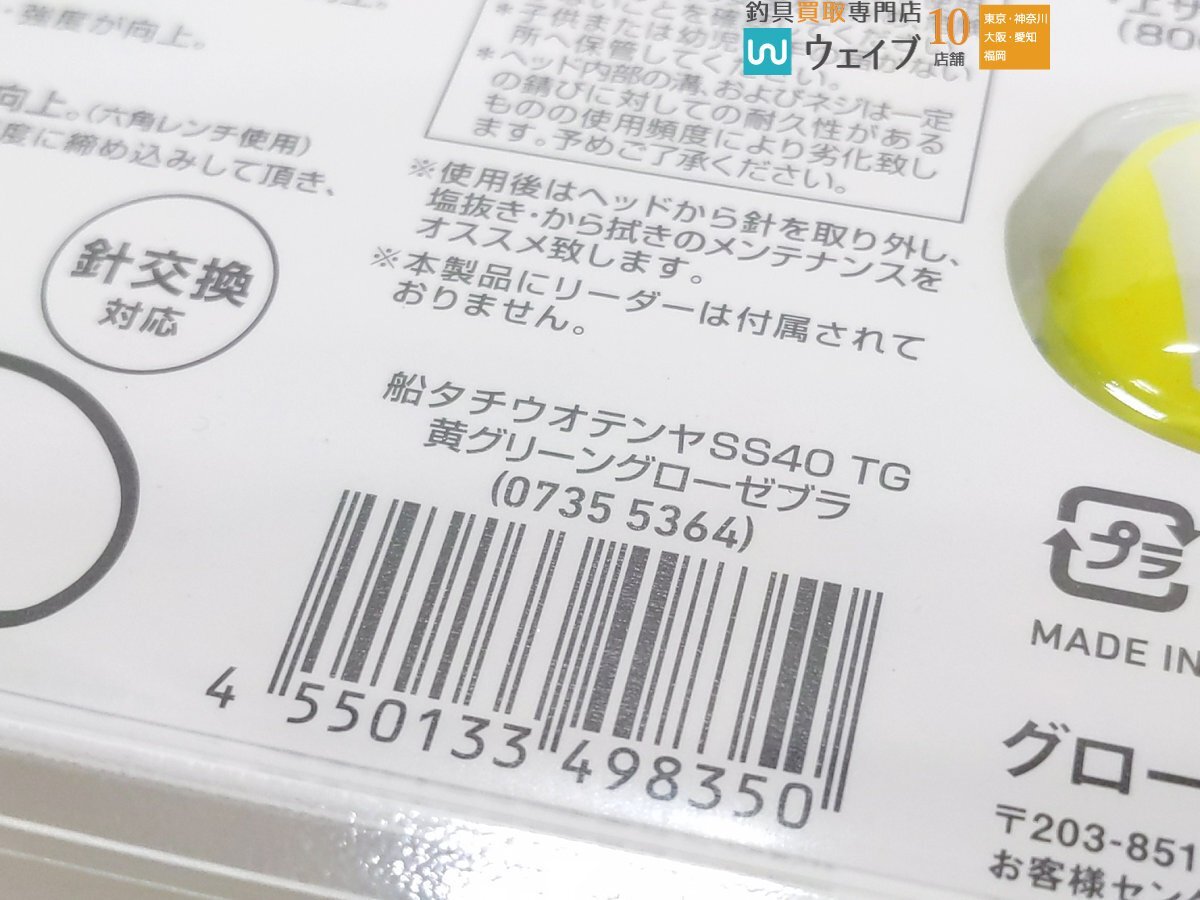 釣具買取専門店
ウェイブ
10
店舗
東京・神奈川
大阪・愛知
福岡
・強度が向上。
向上。(六角レンチ使用)
度に締め込みして頂き、
針交換
対応
＊子供または幼児
所へ保管してください。
＊ヘッド内部の溝、およびネジは一定
の錆びに対しての耐久性がある
ものの使用頻度により劣化致し
ます。予めご了承ください。
※使用後はヘッドから針を取り外し、
塩抜き・から拭きのメンテナンスを
オススメ致します。
※本製品にリーダーは付属されて
おりません。
船タチウオテンヤSS40 TG
黄グリーングローゼブラ
(0735 5364)
4 550133 498350
(80
プラ
MADE IN
グロー
〒203-851
お客様セン